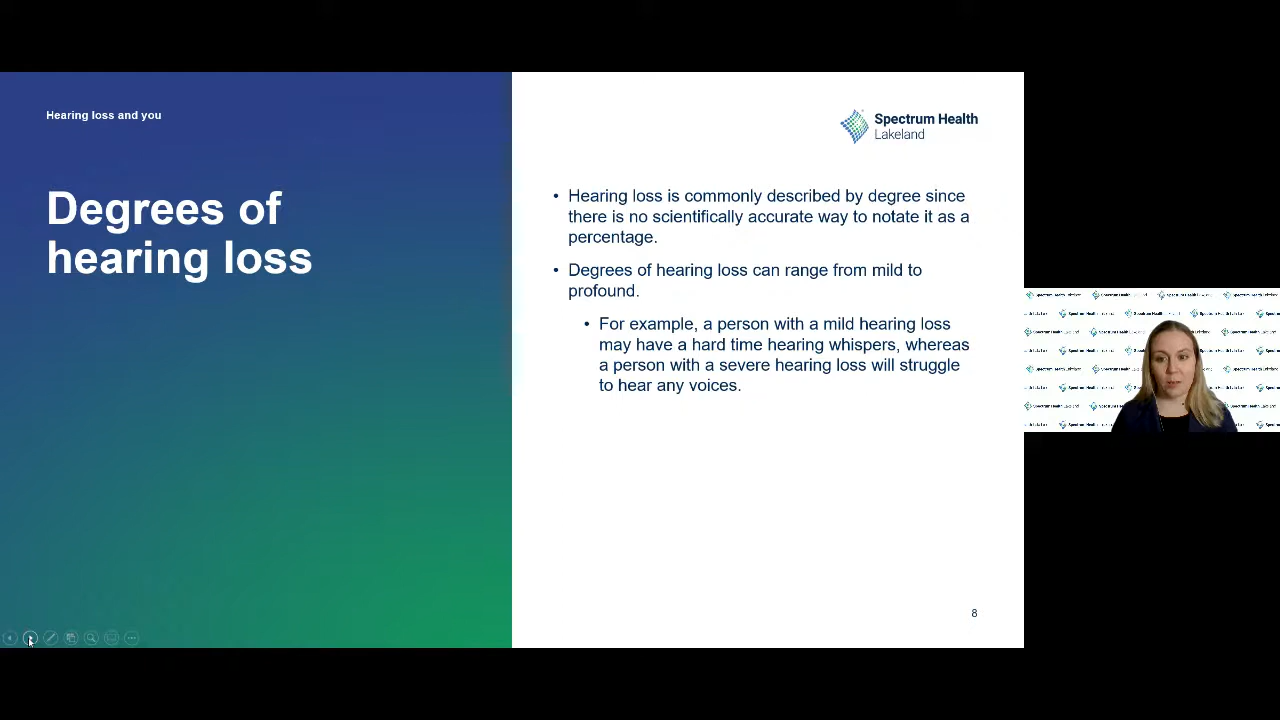 Hearing loss and you
Degrees of
hearing loss
Spectrum Health
Lakeland
• Hearing loss is commonly described by degree since
there is no scientifically accurate way to notate it as a
percentage.
• Degrees of hearing loss can range from mild to
profound.
• For example, a person with a mild hearing loss
may have a hard time hearing whispers, whereas
a person with a severe hearing loss will struggle
to hear any voices.
8